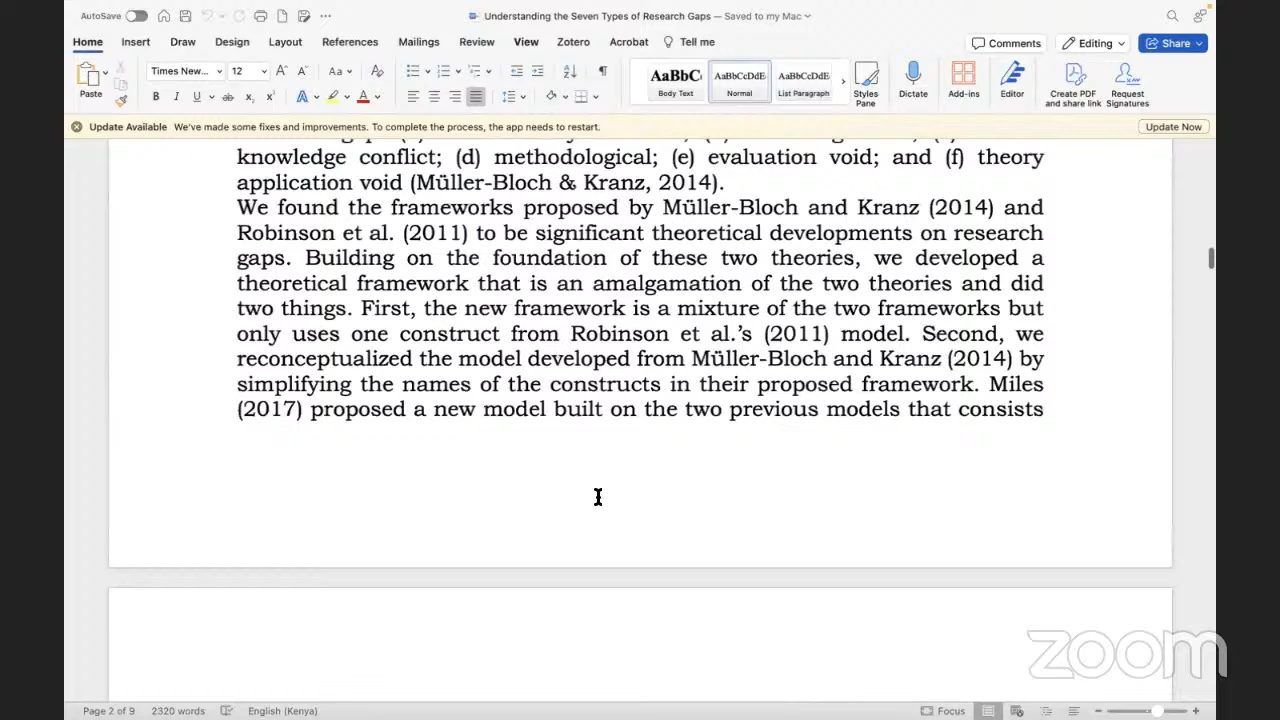 AutoSave
Understanding the Seven Types of Research Gaps — Saved to my Mac
Home Insert Draw Design Layout References Mailings Review View Zotero Acrobat Tell me
Comments Editing Share
Paste
Times New... 12
AaBbC AaBbCcDdE AaBbCcDdE
Body Text Normal List Paragraph
Styles Pane
Dictate
Add-ins
Editor
Create PDF and share link
Request Signatures
Update Available We've made some fixes and improvements. To complete the process, the app needs to restart. Update Now
knowledge conflict; (d) methodological; (e) evaluation void; and (f) theory
application void (Müller-Bloch & Kranz, 2014).
We found the frameworks proposed by Müller-Bloch and Kranz (2014) and
Robinson et al. (2011) to be significant theoretical developments on research
gaps. Building on the foundation of these two theories, we developed a
theoretical framework that is an amalgamation of the two theories and did
two things. First, the new framework is a mixture of the two frameworks but
only uses one construct from Robinson et al.'s (2011) model. Second, we
reconceptualized the model developed from Müller-Bloch and Kranz (2014) by
simplifying the names of the constructs in their proposed framework. Miles
(2017) proposed a new model built on the two previous models that consists
zoom
Page 2 of 9 2320 words English (Kenya) Focus